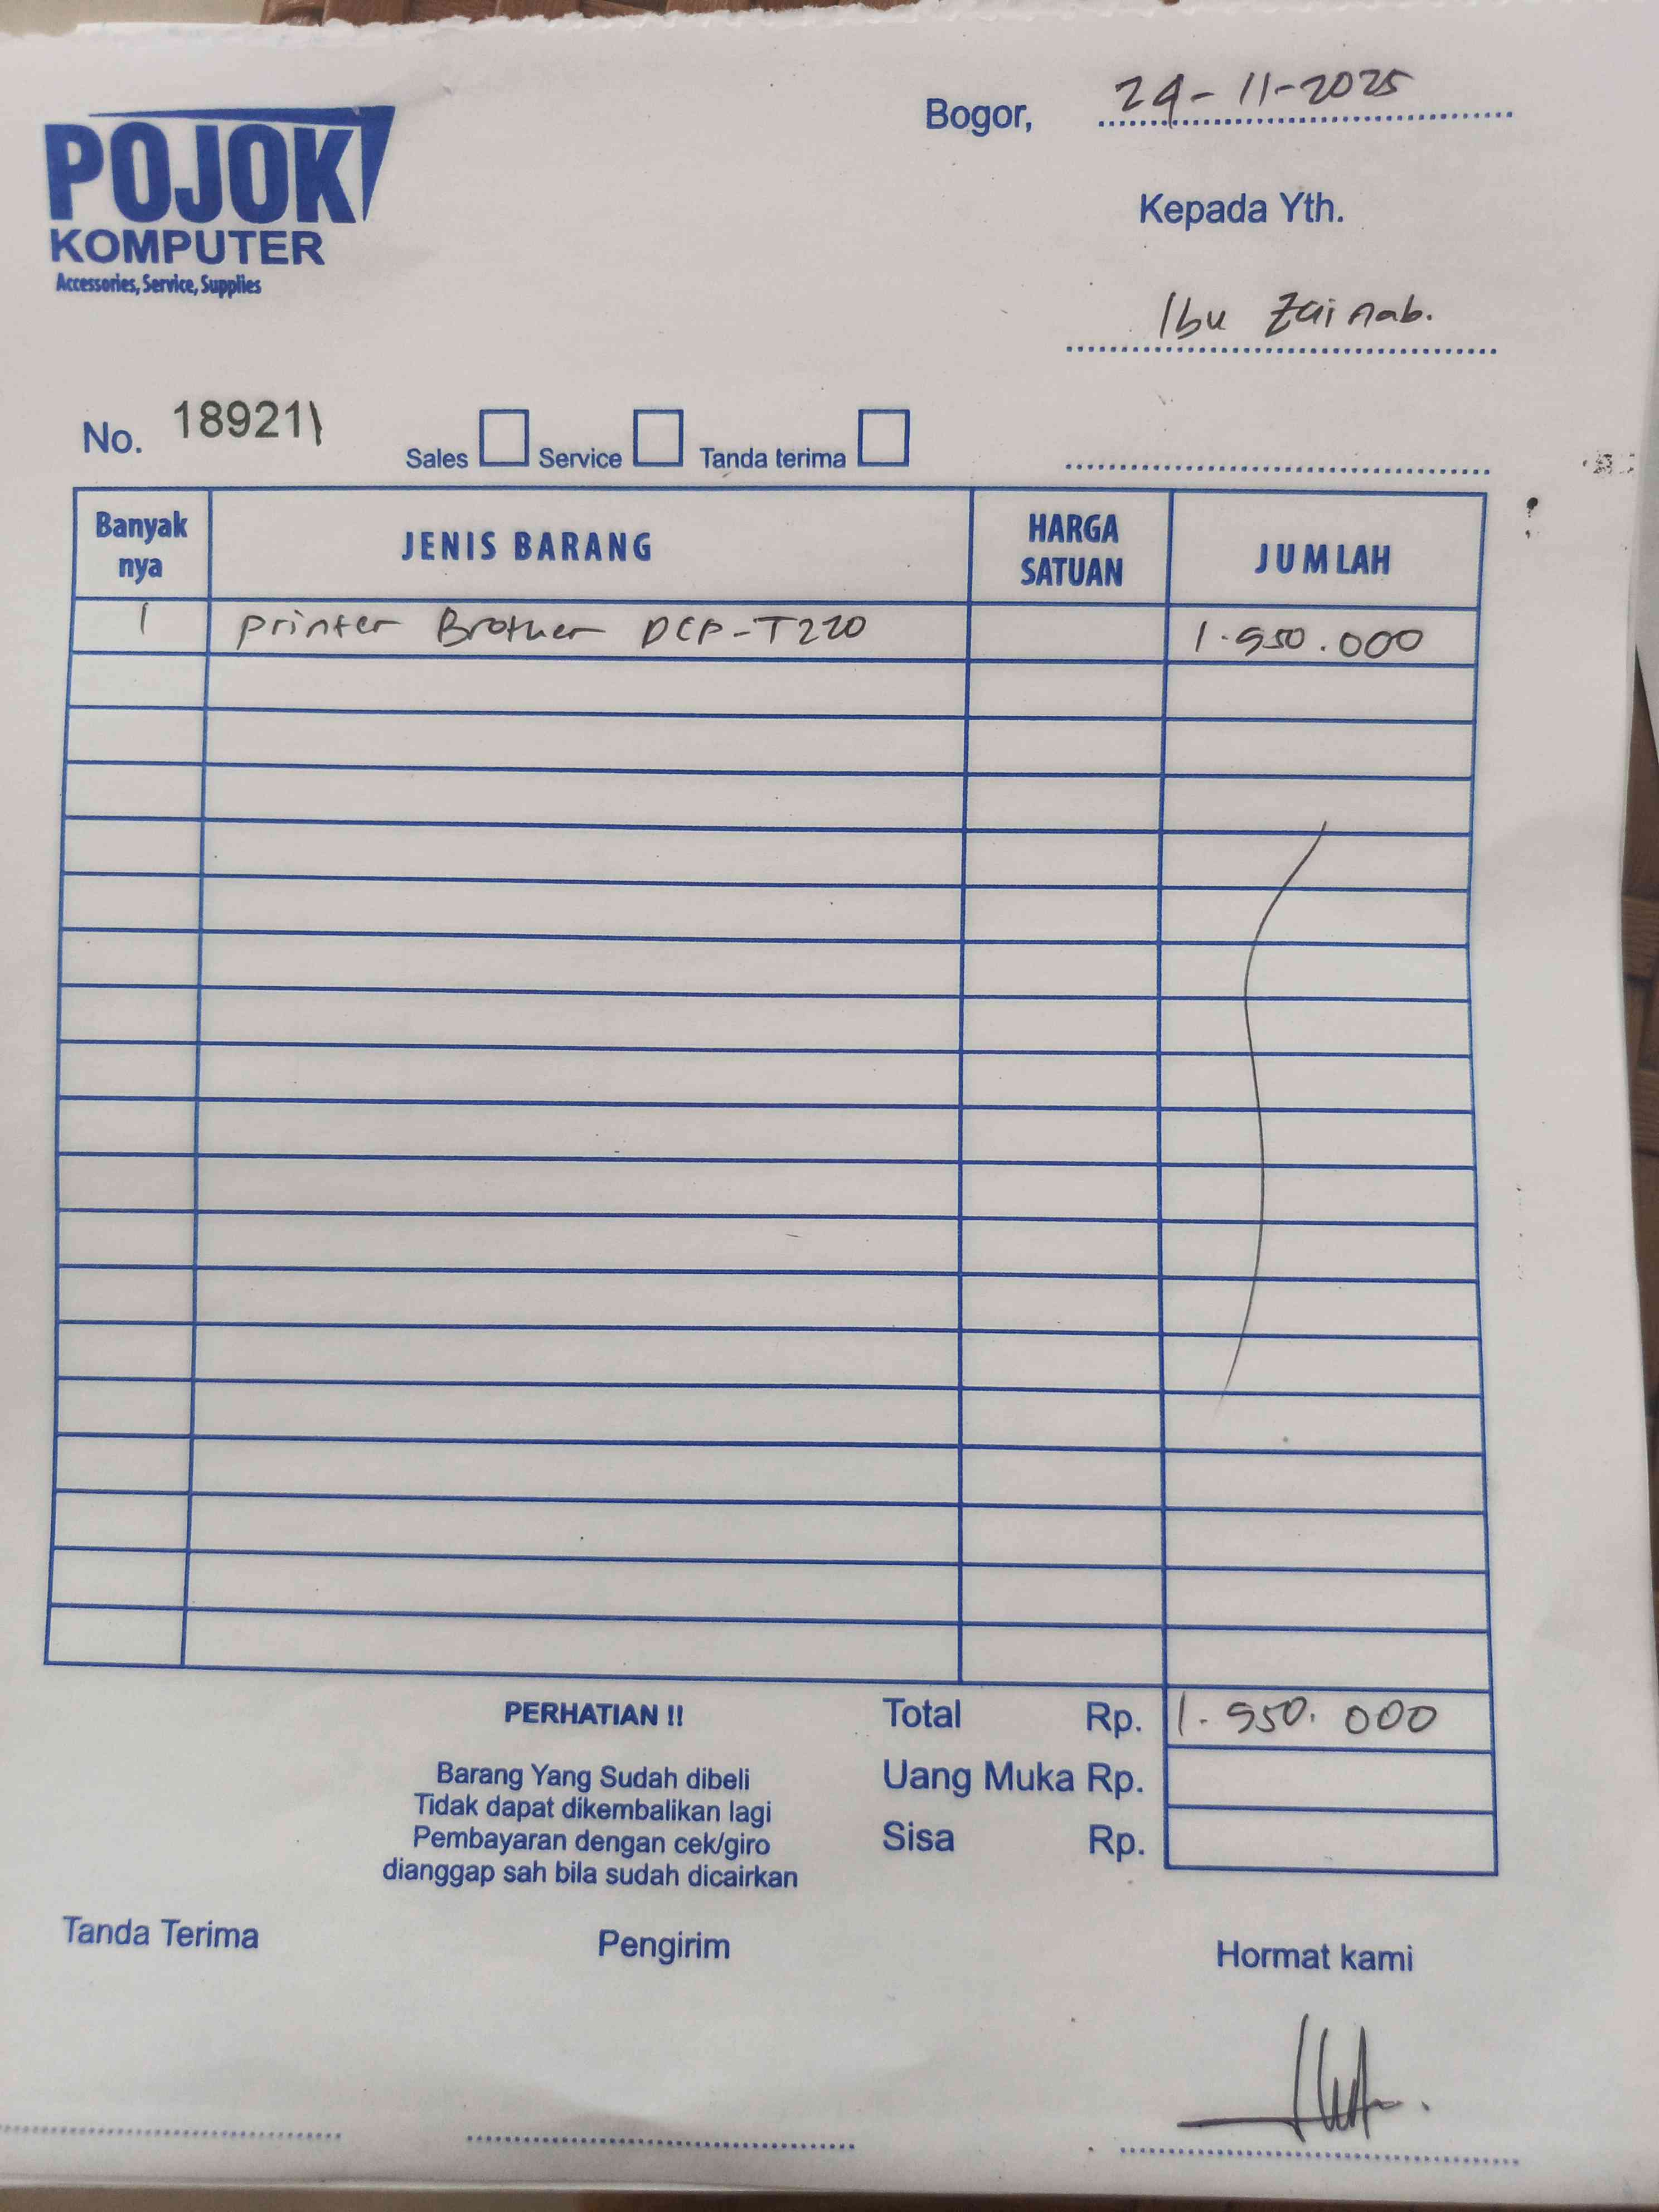 Bogor, 24-11-2025
POJOK
KOMPUTER
Accessories, Service, Supplies
Kepada Yth.
Ibu Zainab.
No. 18921\
Sales Service Tanda terima
Banyak nya JENIS BARANG HARGA SATUAN JUMLAH
1 printer Brother DCP-T220 1.950.000
PERHATIAN !!
Barang Yang Sudah dibeli
Tidak dapat dikembalikan lagi
Pembayaran dengan cek/giro
dianggap sah bila sudah dicairkan
Total Rp. 1.950.000
Uang Muka Rp.
Sisa Rp.
Tanda Terima Pengirim Hormat kami